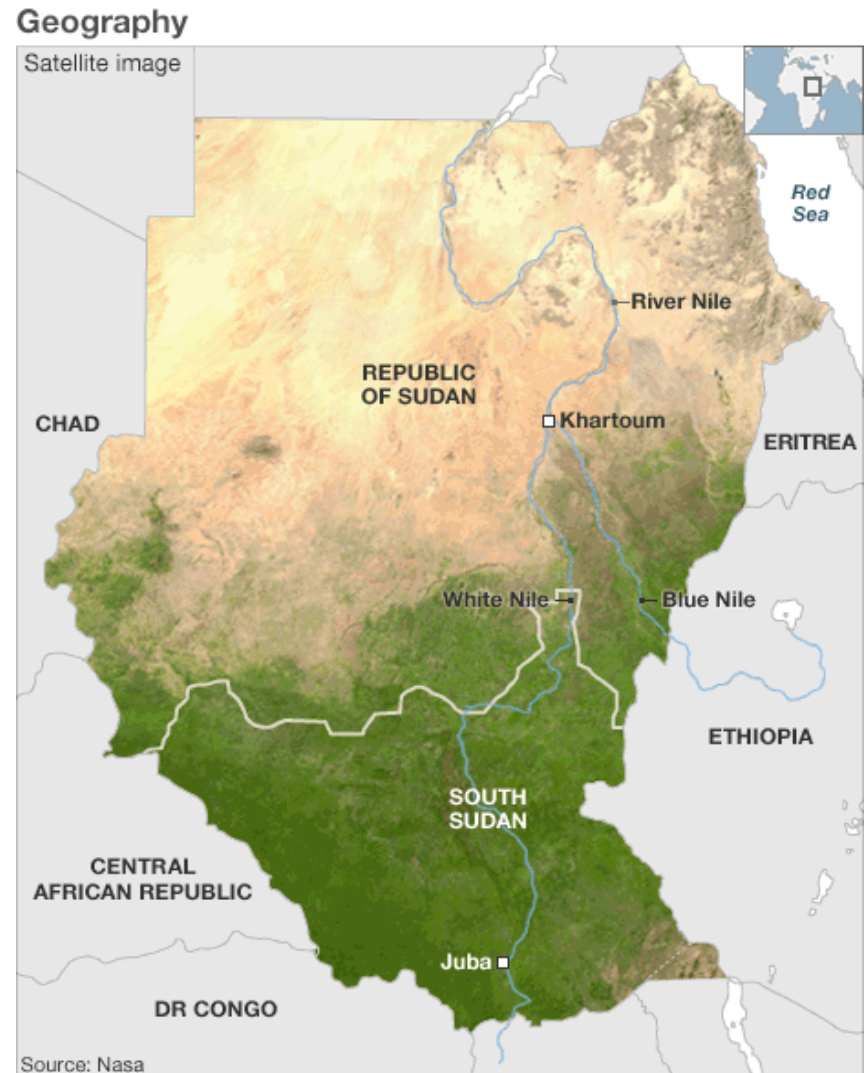 Geography
Satellite image
Red
Sea
River Nile
REPUBLIC
OF SUDAN
CHAD
Khartoum
ERITREA
White Nile
Blue Nile
ETHIOPIA
SOUTH
SUDAN
CENTRAL
AFRICAN REPUBLIC
Juba
DR CONGO
Source: Nasa